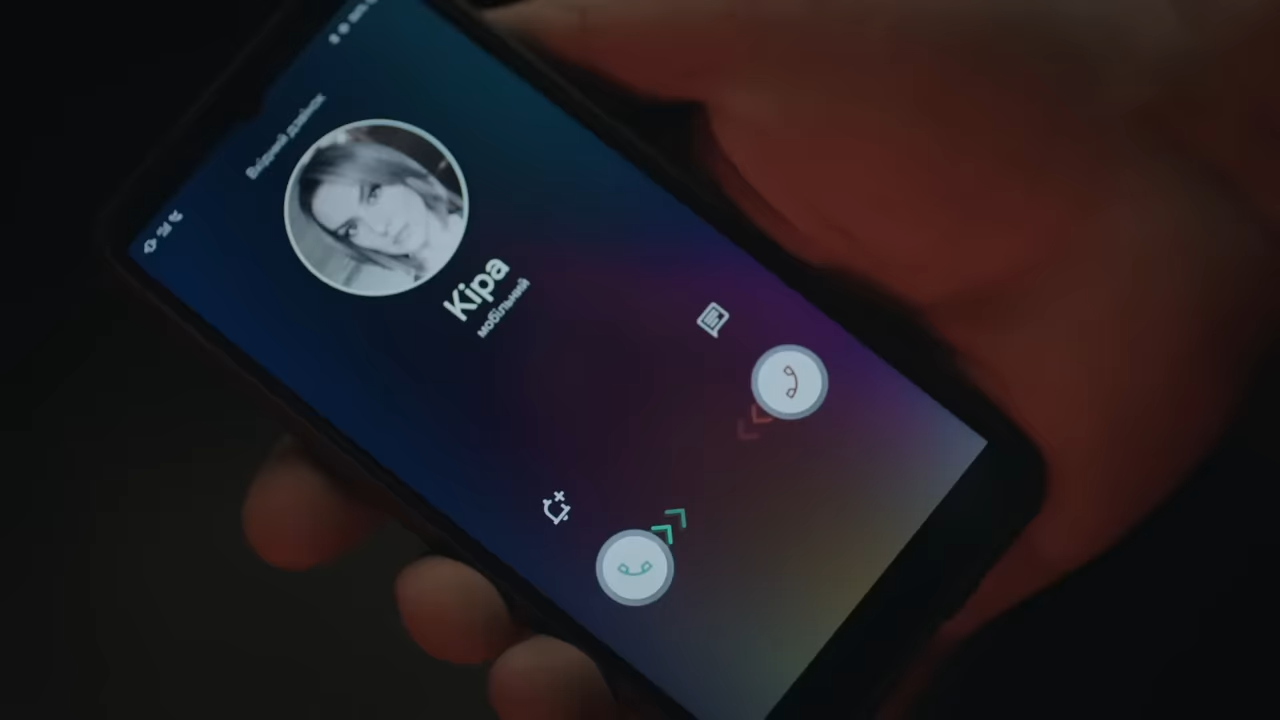 Вхідний дзвінок
Кіра
мобільний